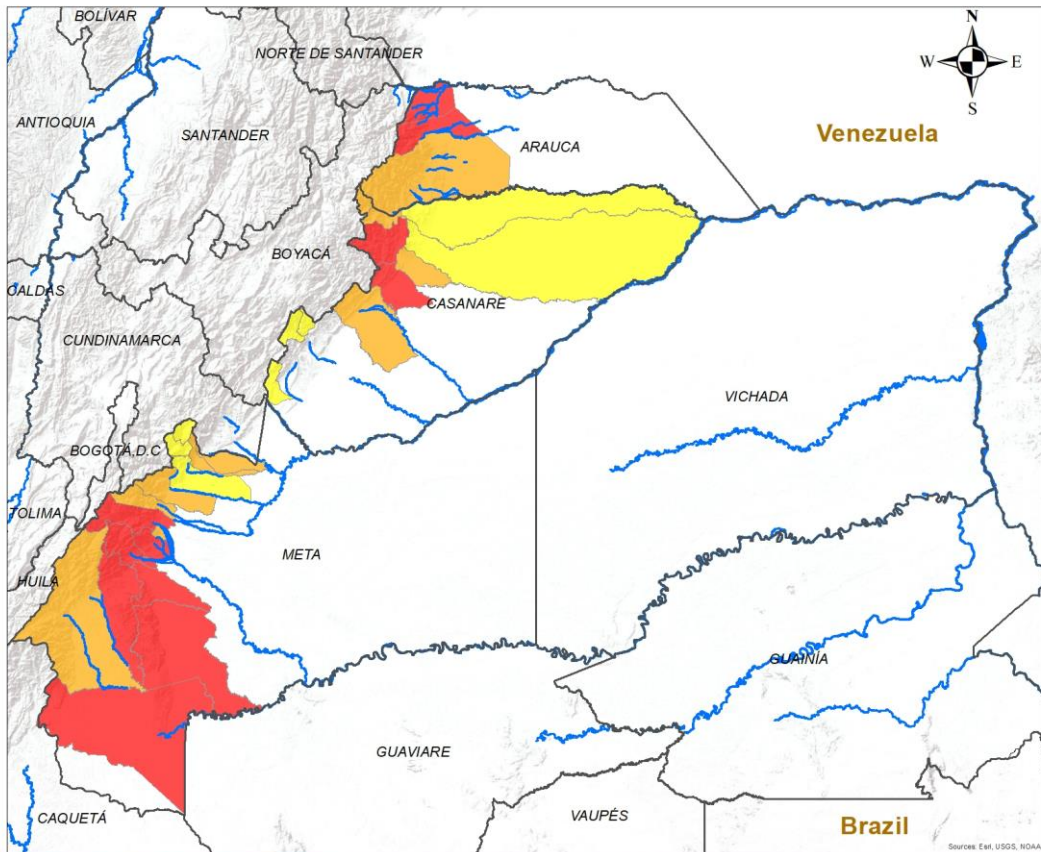 BOLÍVAR
N
NORTE DE SANTANDER
W
E
S
ANTIOQUIA
SANTANDER
ARAUCA
Venezuela
BOYACÁ
CALDAS
CASANARE
CUNDINAMARCA
VICHADA
BOGOTÁ D.C
TOLIMA
META
HUILA
GUAINÍA
GUAVIARE
CAQUETÁ
VAUPÉS
Brazil
Sources: Esri, USGS, NOAA